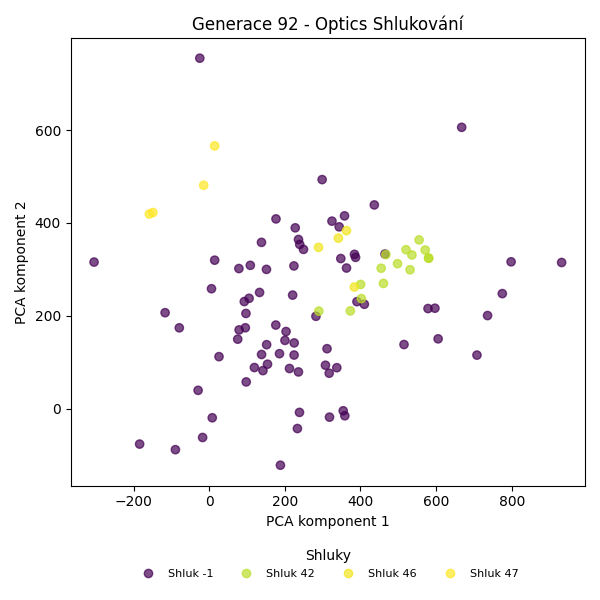 Generace 92 - Optics Shlukování
PCA komponent 2
600
400
200
0
−200
0
200
400
600
800
PCA komponent 1
Shluky
Shluk -1
Shluk 42
Shluk 46
Shluk 47